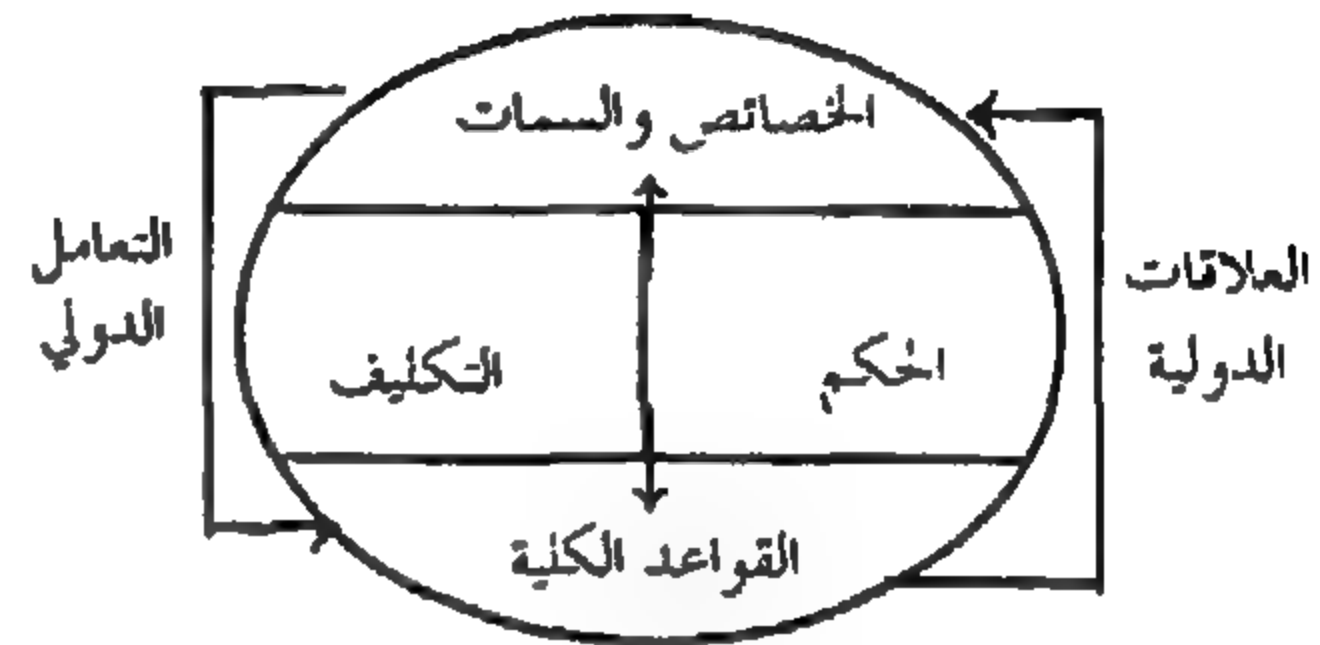 الخصائص والسمات
العلاقات
الدولية
التعامل
الدولي
الحكم
التكليف
القواعد الكلية